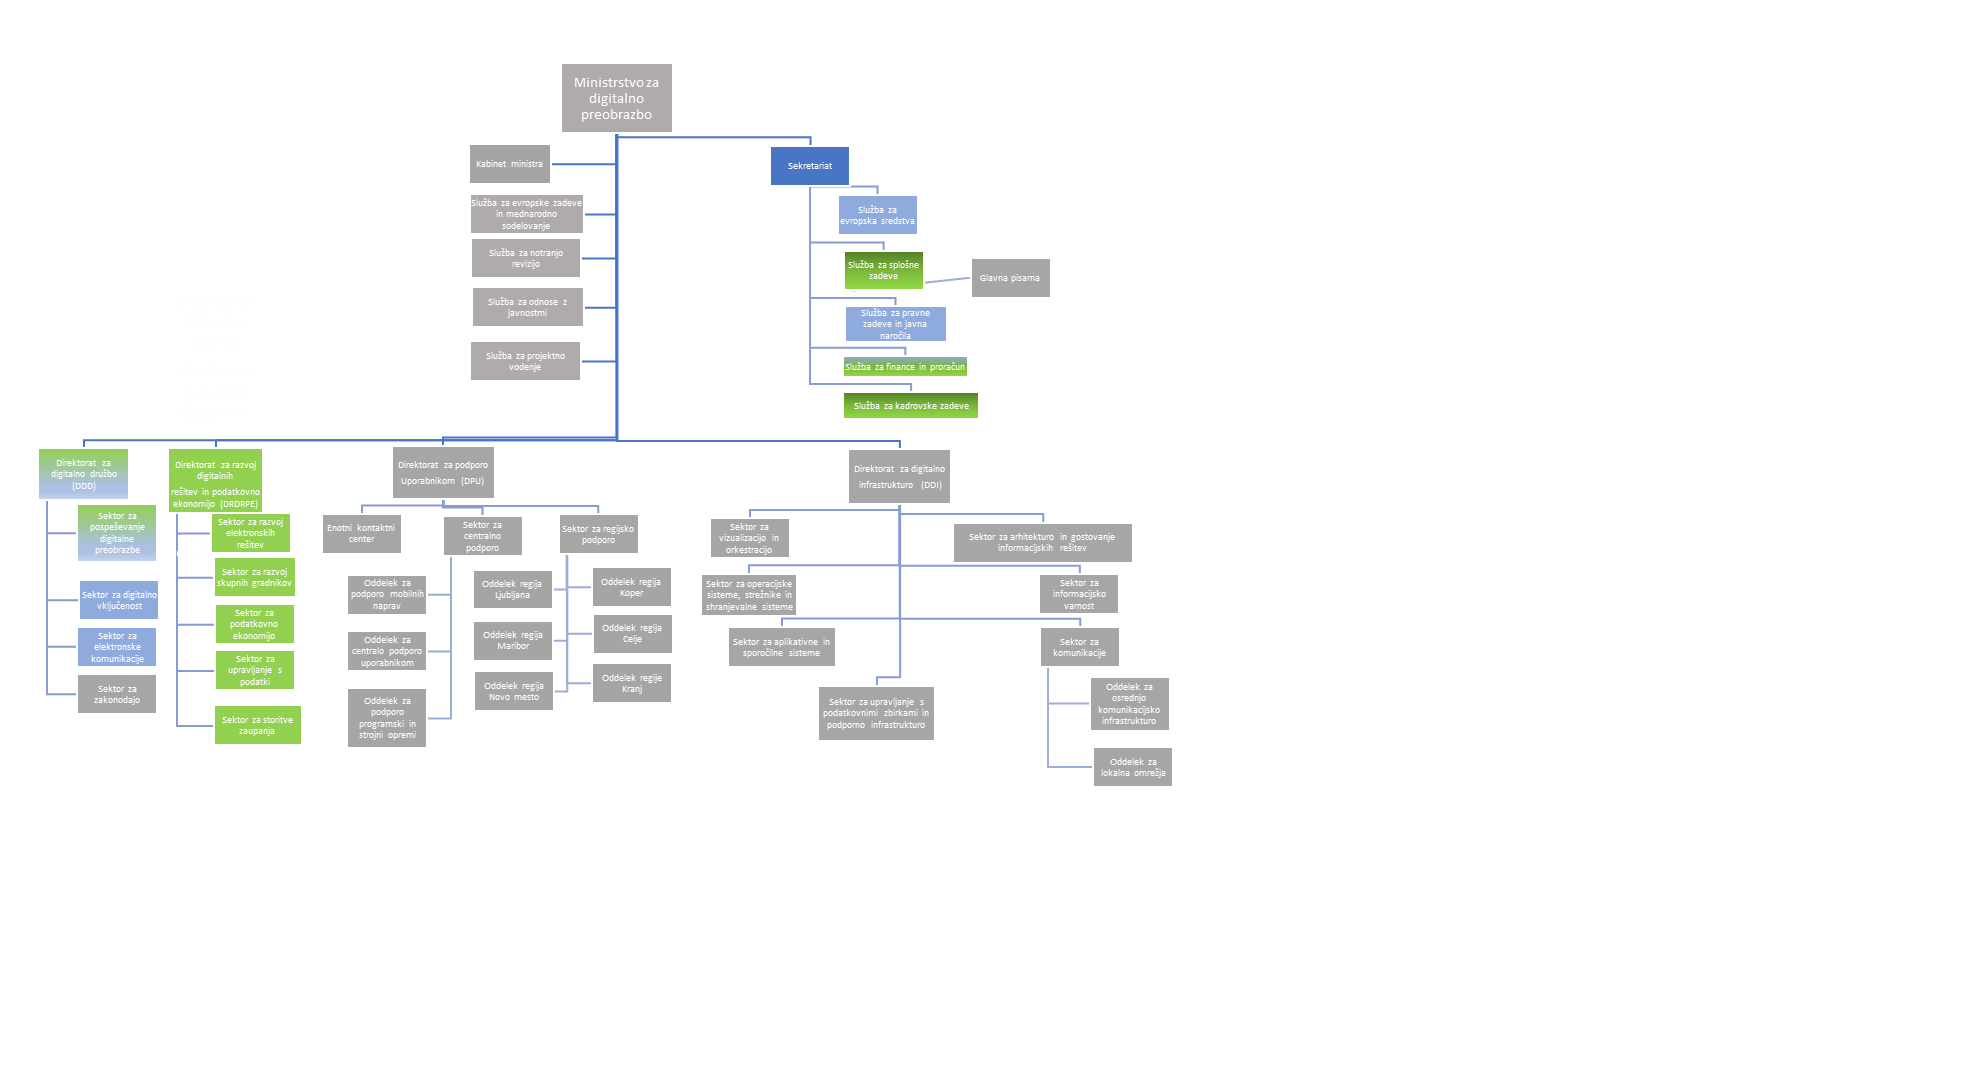 Ministrstvo za
digitalno
preobrazbo
Kabinet ministra
Služba za evropske zadeve
in mednarodno
sodelovanje
Služba za notranjo
revizijo
Služba za odnose z
javnostmi
Služba za projektno
vodenje
Sekretariat
Služba za
evropska sredstva
Služba za splošne
zadeve
Glavna pisarna
Služba za pravne
zadeve in javna
naročila
Služba za finance in proračun
Služba za kadrovske zadeve
Direktorat za
digitalno družbo
(DDD)
Sektor za
pospeševanje
digitalne
preobrazbe
Sektor za digitalno
vključenost
Sektor za
elektronske
komunikacije
Sektor za
zakonodajo
Direktorat za razvoj
digitalnih
rešitev in podatkovno
ekonomijo (DRDRPE)
Sektor za razvoj
elektronskih
rešitev
Sektor za razvoj
skupnih gradnikov
Sektor za
podatkovno
ekonomijo
Sektor za
upravljanje s
podatki
Sektor za storitve
zaupanja
Direktorat za podporo
Uporabnikom (DPU)
Enotni kontaktni
center
Sektor za
centralno
podporo
Sektor za regijsko
podporo
Oddelek za
podporo mobilnih
naprav
Oddelek za
centralo podporo
uporabnikom
Oddelek za
podporo
programski in
strojni opremi
Oddelek regija
Ljubljana
Oddelek regija
Maribor
Oddelek regija
Novo mesto
Oddelek regija
Koper
Oddelek regija
Celje
Oddelek regije
Kranj
Direktorat za digitalno
infrastrukturo (DDI)
Sektor za
vizualizacijo in
orkestracijo
Sektor za arhitekturo in gostovanje
informacijskih rešitev
Sektor za operacijske
sisteme, strežnike in
shranjevalne sisteme
Sektor za
informacijsko
varnost
Sektor za aplikativne in
sporočilne sisteme
Sektor za
komunikacije
Sektor za upravljanje s
podatkovnimi zbirkami in
podporno infrastrukturo
Oddelek za
osrednjo
komunikacijsko
infrastrukturo
Oddelek za
lokalna omrežja